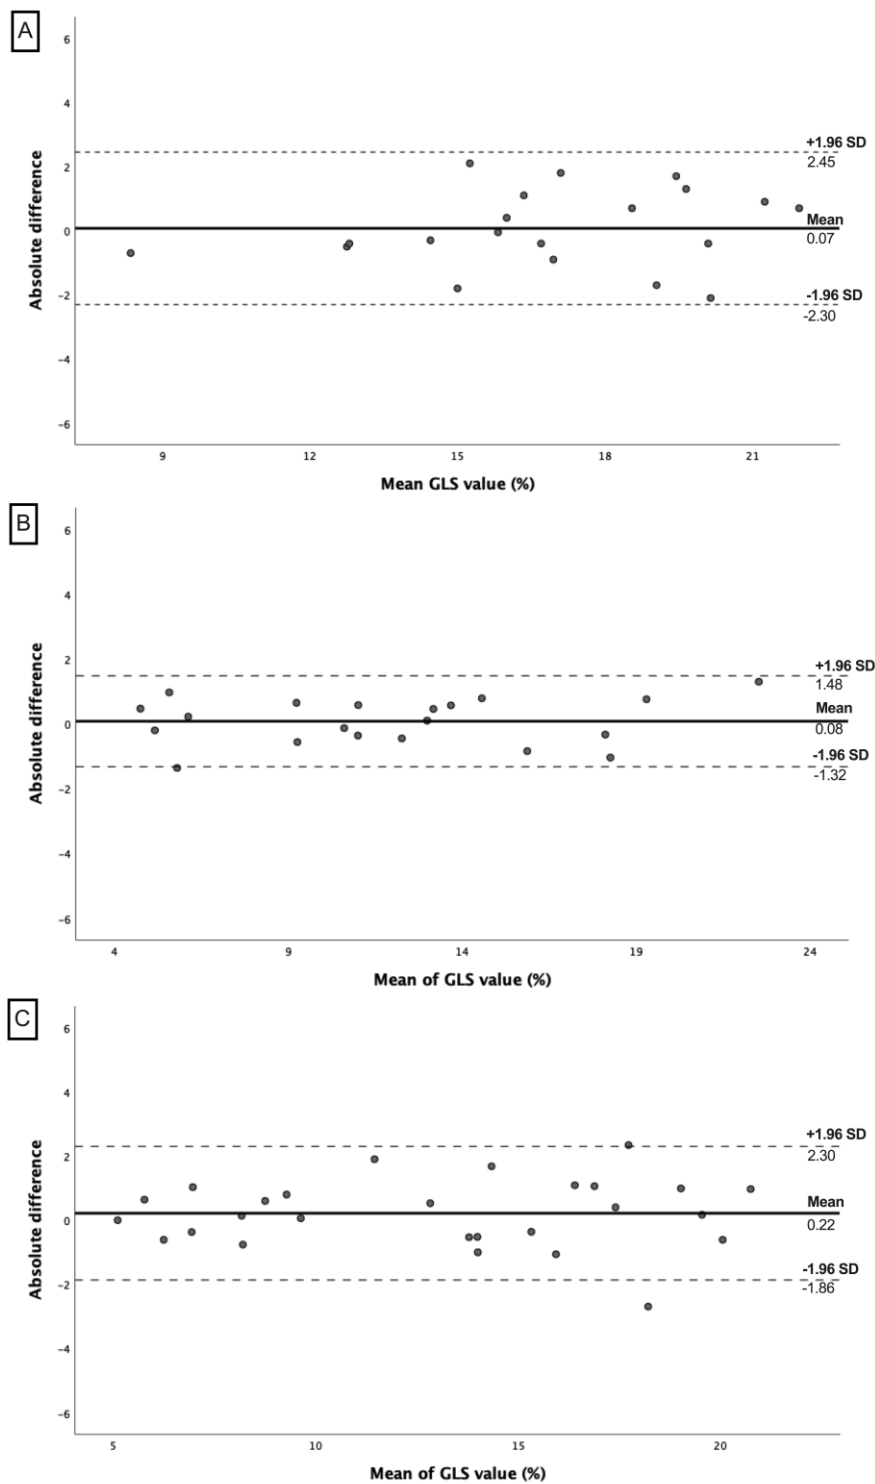 A
6
4
2
0
-2
-4
-6
Absolute difference
+1.96 SD
2.45
Mean
0.07
-1.96 SD
-2.30
9 12 15 18 21
Mean GLS value (%)
B
6
4
2
0
-2
-4
-6
Absolute difference
+1.96 SD
1.48
Mean
0.08
-1.96 SD
-1.32
4 9 14 19 24
Mean of GLS value (%)
C
6
4
2
0
-2
-4
-6
Absolute difference
+1.96 SD
2.30
Mean
0.22
-1.96 SD
-1.86
5 10 15 20
Mean of GLS value (%)